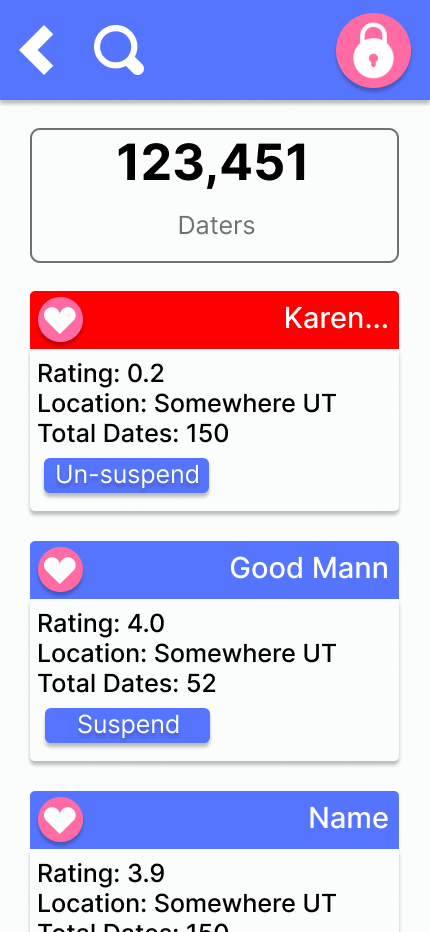 123,451
Daters
Karen...
Rating: 0.2
Location: Somewhere UT
Total Dates: 150
Un-suspend
Good Mann
Rating: 4.0
Location: Somewhere UT
Total Dates: 52
Suspend
Name
Rating: 3.9
Location: Somewhere UT
Total Dates: 150